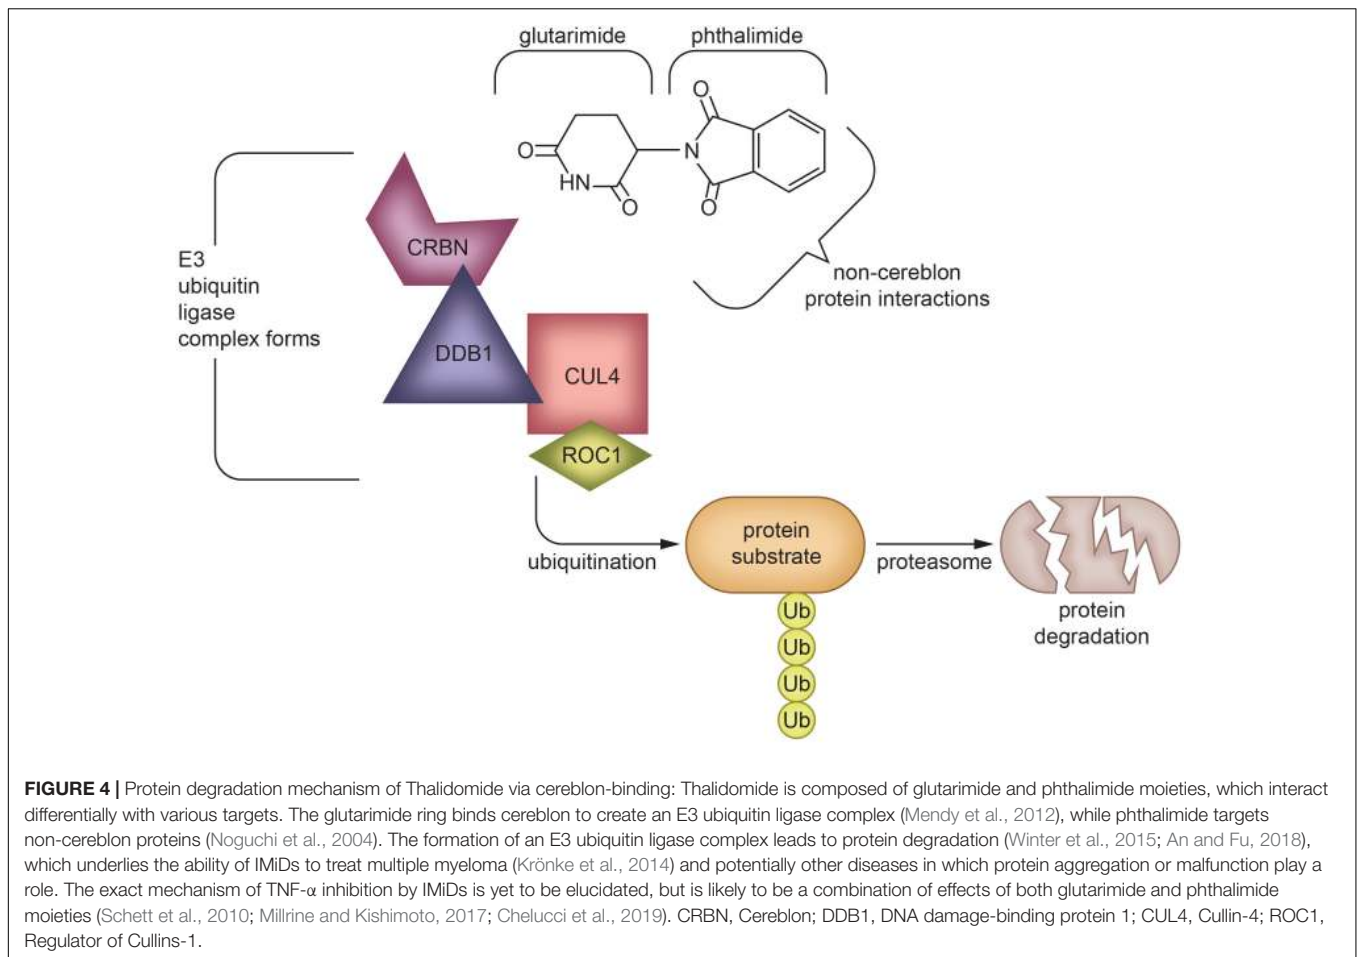 glutarimide
phthalimide
O
O
N
O
HN
O
O
CRBN
E3
ubiquitin
ligase
complex forms
non-cereblon
protein interactions
DDB1
CUL4
ROC1
protein
substrate
ubiquitination
proteasome
Ub
Ub
Ub
Ub
protein
degradation
FIGURE 4 | Protein degradation mechanism of Thalidomide via cereblon-binding: Thalidomide is composed of glutarimide and phthalimide moieties, which interact
differentially with various targets. The glutarimide ring binds cereblon to create an E3 ubiquitin ligase complex (Mendy et al., 2012), while phthalimide targets
non-cereblon proteins (Noguchi et al., 2004). The formation of an E3 ubiquitin ligase complex leads to protein degradation (Winter et al., 2015; An and Fu, 2018),
which underlies the ability of IMiDs to treat multiple myeloma (Krönke et al., 2014) and potentially other diseases in which protein aggregation or malfunction play a
role. The exact mechanism of TNF-α inhibition by IMiDs is yet to be elucidated, but is likely to be a combination of effects of both glutarimide and phthalimide
moieties (Schett et al., 2010; Millrine and Kishimoto, 2017; Chelucci et al., 2019). CRBN, Cereblon; DDB1, DNA damage-binding protein 1; CUL4, Cullin-4; ROC1,
Regulator of Cullins-1.